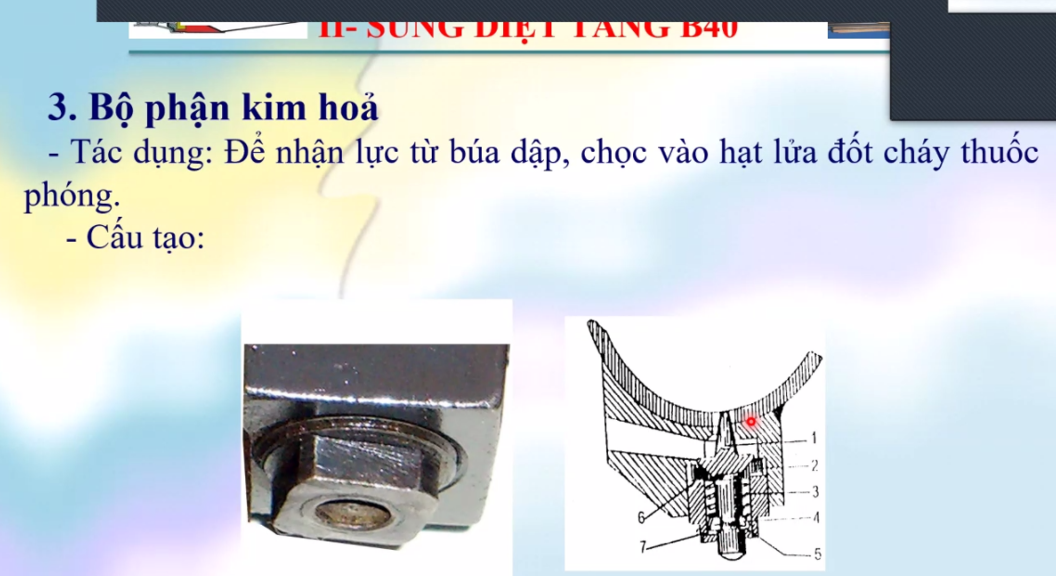 II- SÚNG DIỆT TĂNG B40
3. Bộ phận kim hoả
- Tác dụng: Để nhận lực từ búa dập, chọc vào hạt lửa đốt cháy thuốc
phóng.
- Cấu tạo:
1
2
3
6
4
7
5